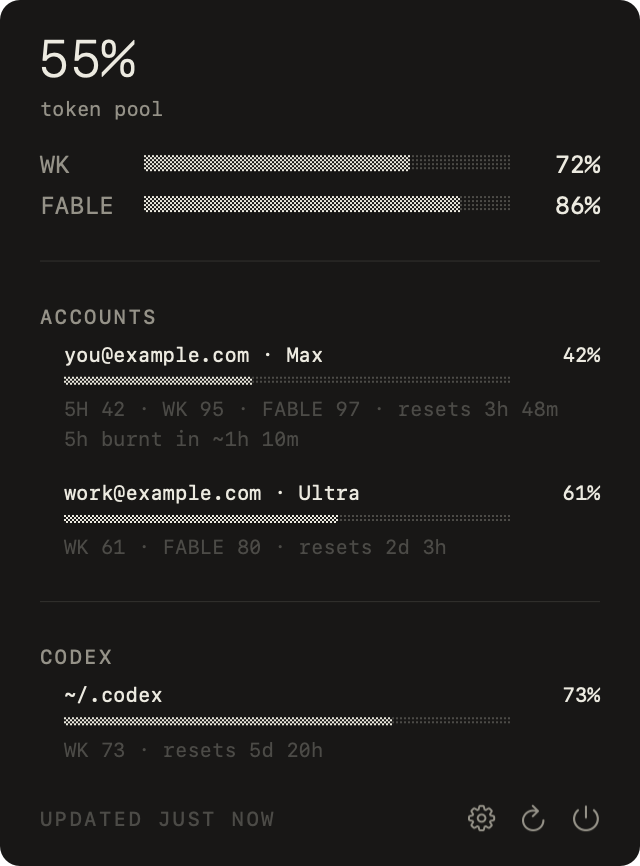 55%
token pool
WK 72%
FABLE 86%
ACCOUNTS
you@example.com · Max 42%
5H 42 · WK 95 · FABLE 97 · resets 3h 48m
5h burnt in ~1h 10m
work@example.com · Ultra 61%
WK 61 · FABLE 80 · resets 2d 3h
CODEX
~/.codex 73%
WK 73 · resets 5d 20h
UPDATED JUST NOW